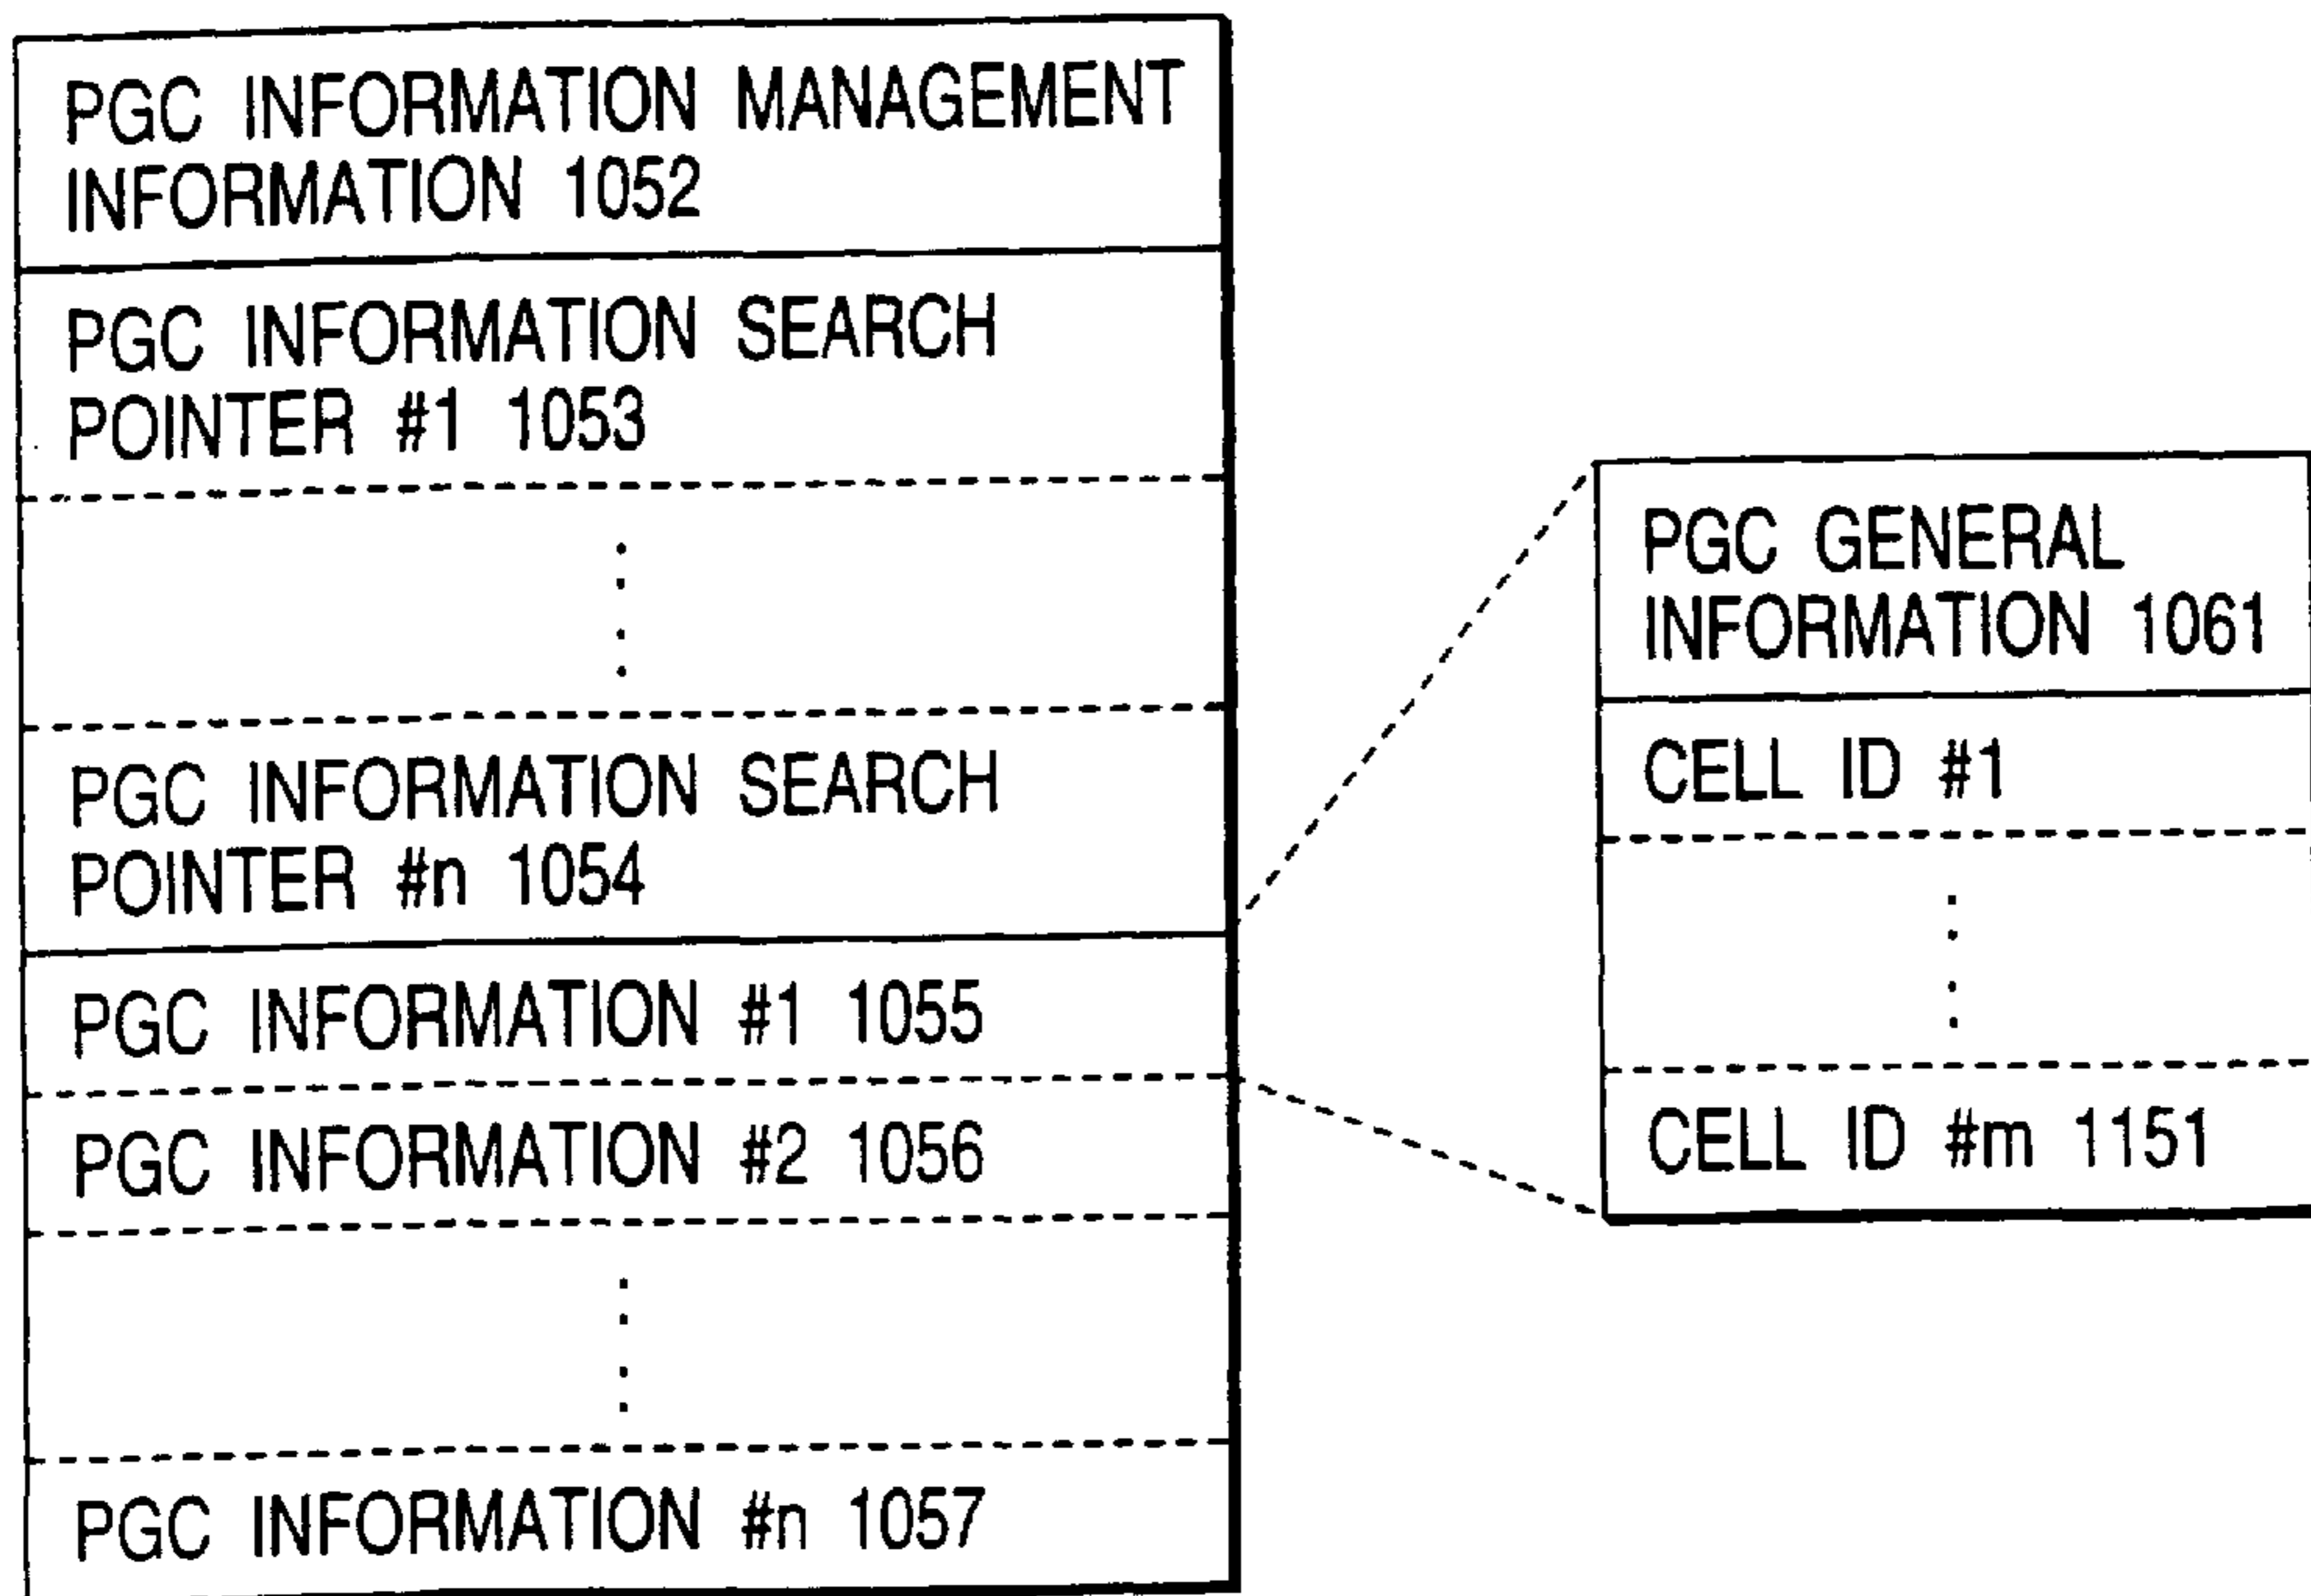 PGC INFORMATION MANAGEMENT
INFORMATION 1052
PGC INFORMATION SEARCH
POINTER #1 1053
PGC INFORMATION SEARCH
POINTER #n 1054
PGC INFORMATION #1 1055
PGC INFORMATION #2 1056
PGC INFORMATION #n 1057
PGC GENERAL
INFORMATION 1061
CELL ID #1
CELL ID #m 1151